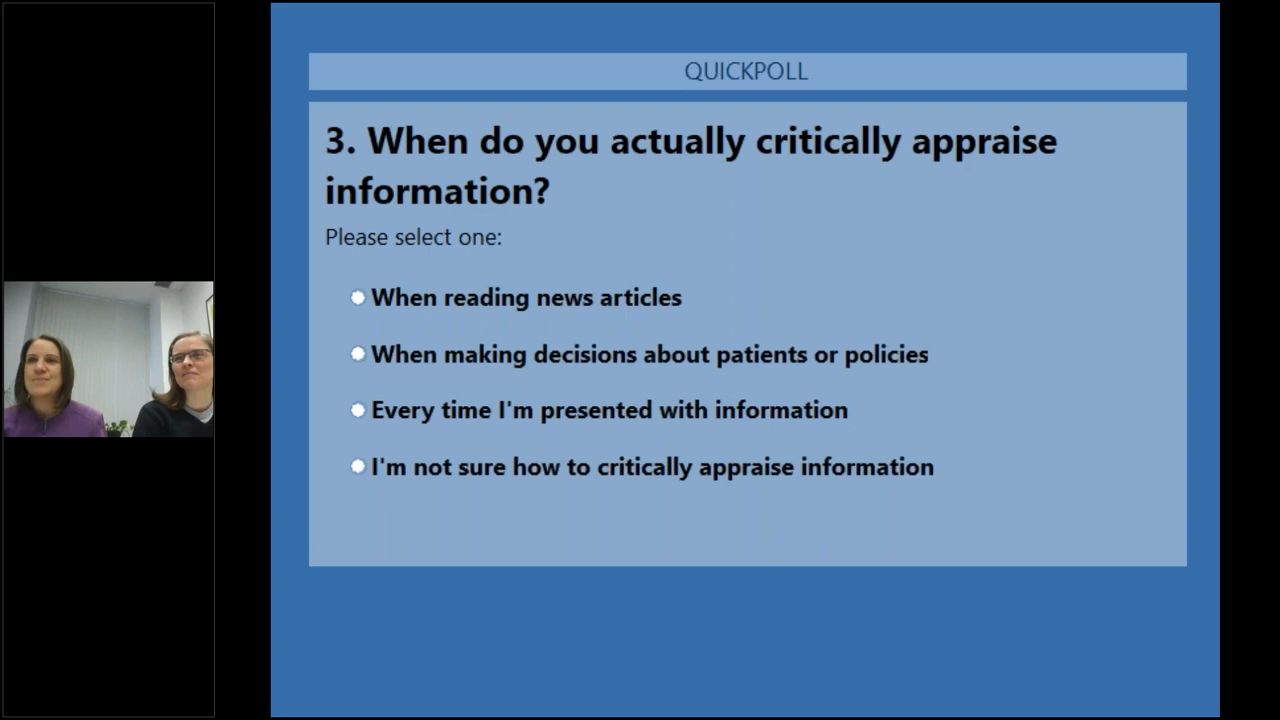 QUICKPOLL
3. When do you actually critically appraise
information?
Please select one:
When reading news articles
When making decisions about patients or policies
Every time I'm presented with information
I'm not sure how to critically appraise information